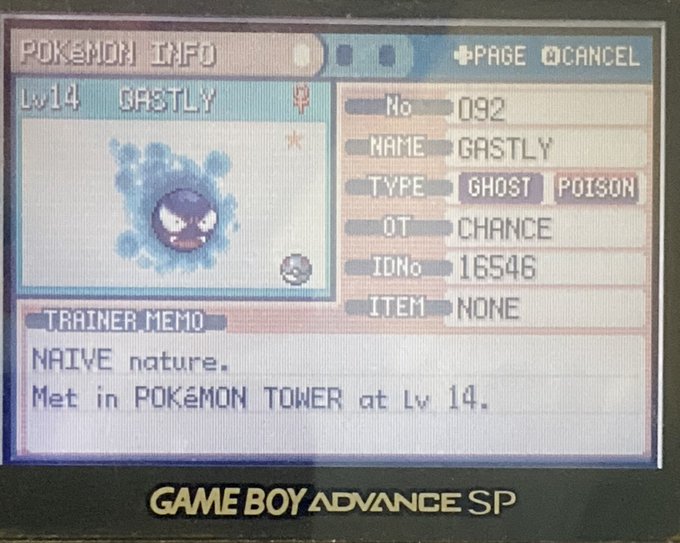 POKéMON INFO PAGE CANCEL
Lv14 GASTLY ♀
No 092
NAME GASTLY
TYPE GHOST POISON
OT CHANCE
IDNo 16546
ITEM NONE
TRAINER MEMO
NAIVE nature.
Met in POKéMON TOWER at Lv 14.
GAME BOY ADVANCE SP